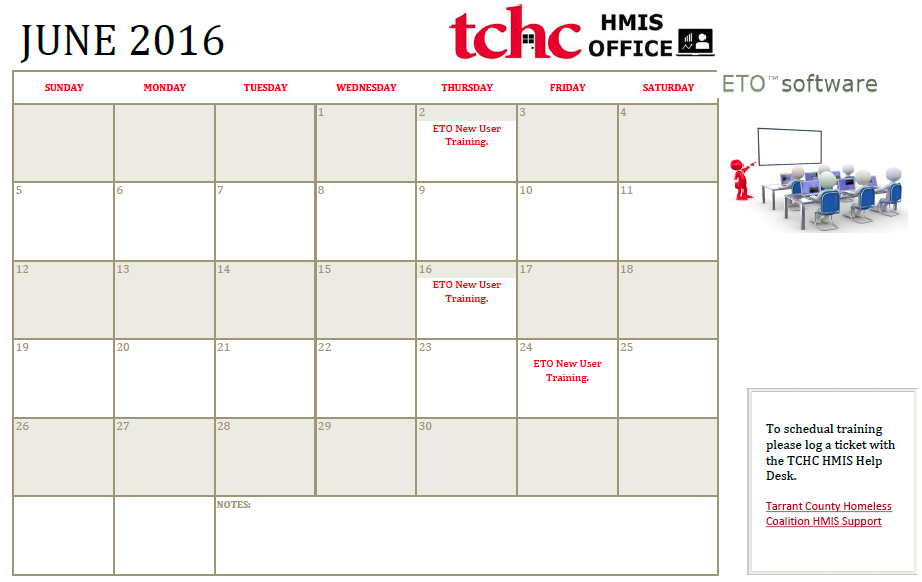 JUNE 2016
tchc HMIS
OFFICE
ETO™software
SUNDAY MONDAY TUESDAY WEDNESDAY THURSDAY FRIDAY SATURDAY
1 2 3 4
ETO New User
Training.
5 6 7 8 9 10 11
12 13 14 15 16 17 18
ETO New User
Training.
19 20 21 22 23 24 25
ETO New User
Training.
26 27 28 29 30
NOTES:
To schedual training
please log a ticket with
the TCHC HMIS Help
Desk.
Tarrant County Homeless
Coalition HMIS Support